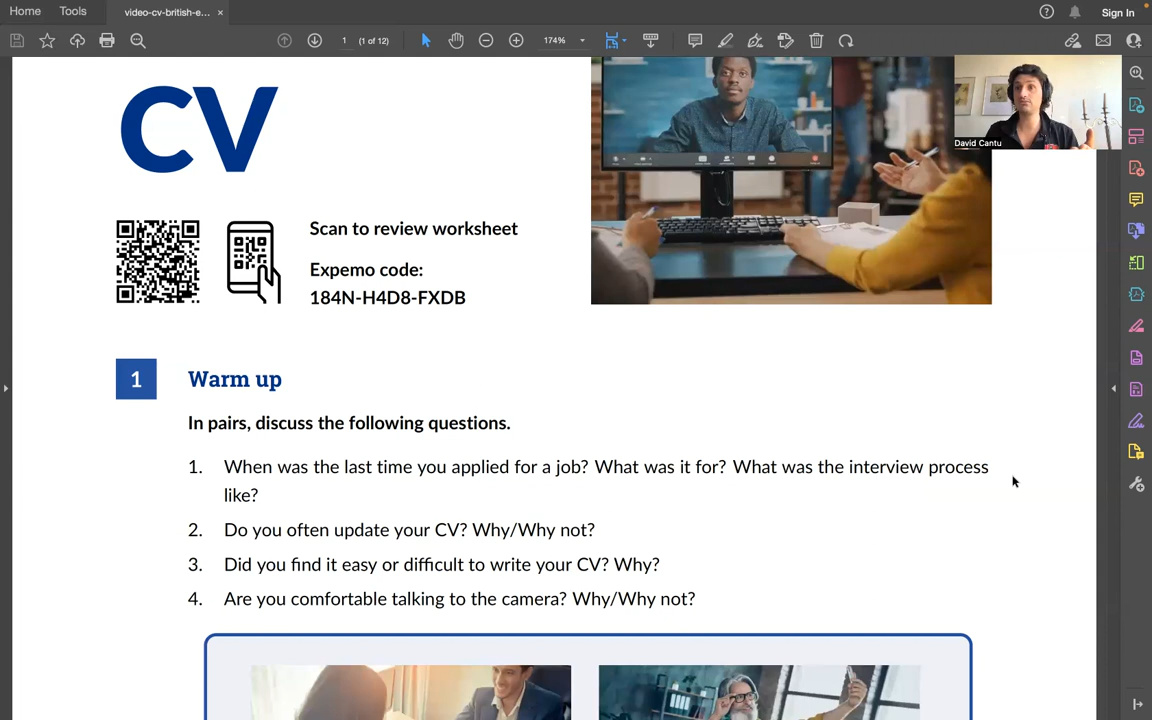 Home
Tools
video-cv-british-e... ×
Sign In
1
(1 of 12)
174%
CV
David Cantu
Scan to review worksheet
Expemo code:
184N-H4D8-FXDB
1
Warm up
In pairs, discuss the following questions.
1. When was the last time you applied for a job? What was it for? What was the interview process
like?
2. Do you often update your CV? Why/Why not?
3. Did you find it easy or difficult to write your CV? Why?
4. Are you comfortable talking to the camera? Why/Why not?